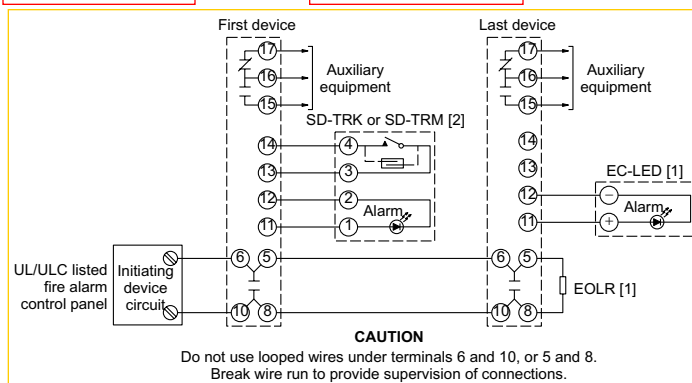 First device
Last device
17
16
15
Auxiliary
equipment
17
16
15
Auxiliary
equipment
SD-TRK or SD-TRM [2]
14
13
12
11
4
3
2
1
Alarm
14
13
12
11
EC-LED [1]
−
+
Alarm
UL/ULC listed
fire alarm
control panel
Initiating
device
circuit
6 5
10 8
6 5
10 8
EOLR [1]
CAUTION
Do not use looped wires under terminals 6 and 10, or 5 and 8.
Break wire run to provide supervision of connections.